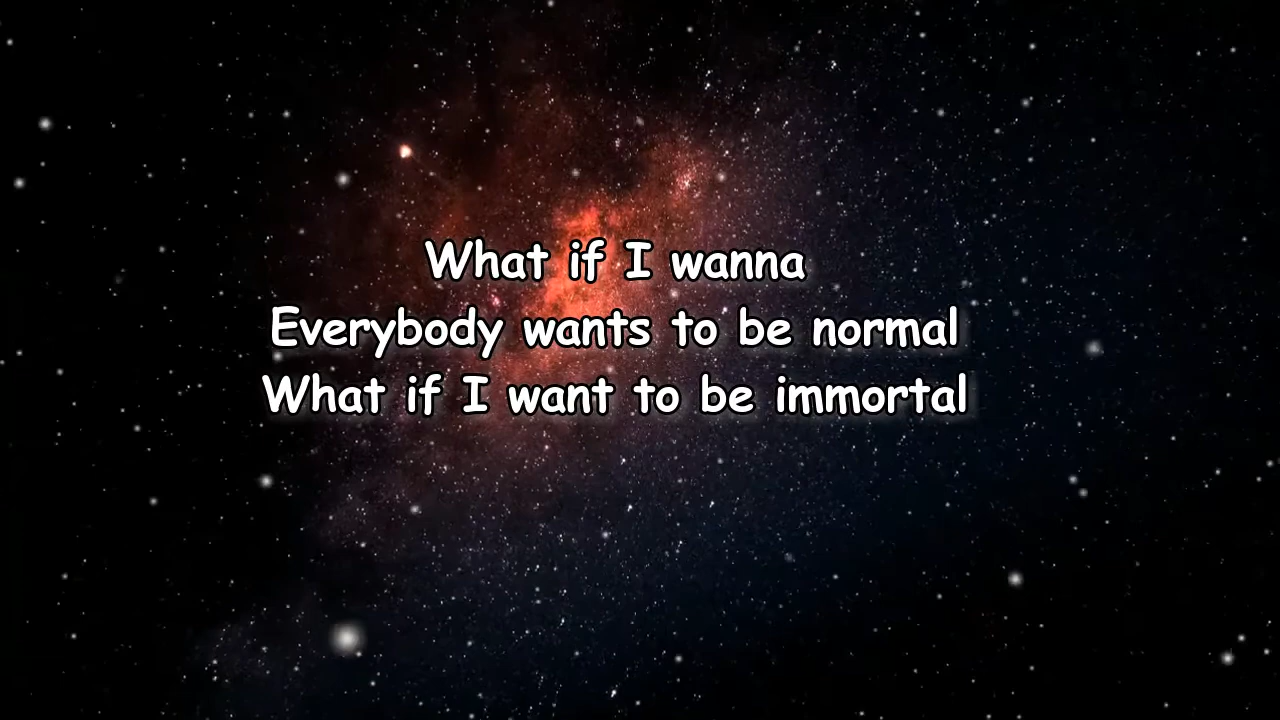 What if I wanna
Everybody wants to be normal
What if I want to be immortal